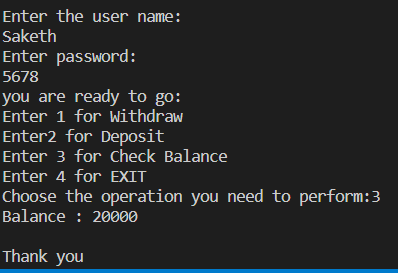 Enter the user name:
Saketh
Enter password:
5678
you are ready to go:
Enter 1 for Withdraw
Enter2 for Deposit
Enter 3 for Check Balance
Enter 4 for EXIT
Choose the operation you need to perform:3
Balance : 20000
Thank you